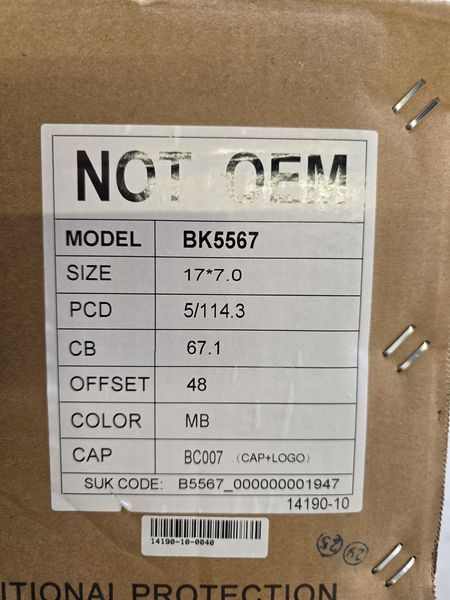 NOT OEM
MODEL BK5567
SIZE 17*7.0
PCD 5/114.3
CB 67.1
OFFSET 48
COLOR MB
CAP BC007 (CAP+LOGO)
SUK CODE: B5567_000000001947
14190-10
14190-10-0040
ITIONAL PROTECTION